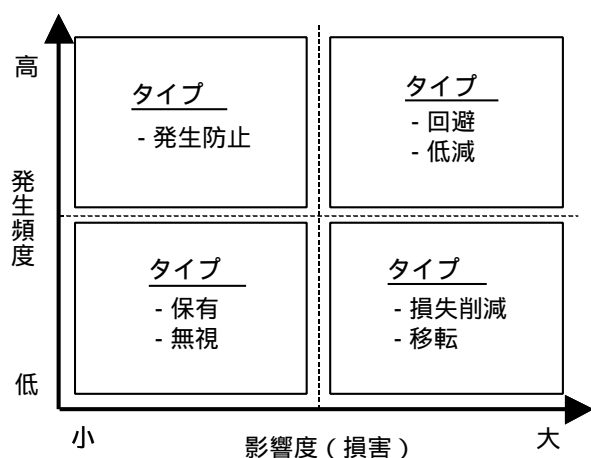 高
タイプ
- 発生防止
タイプ
- 回避
- 低減
発生頻度
タイプ
- 保有
- 無視
タイプ
- 損失削減
- 移転
低
小
影響度（損害）
大